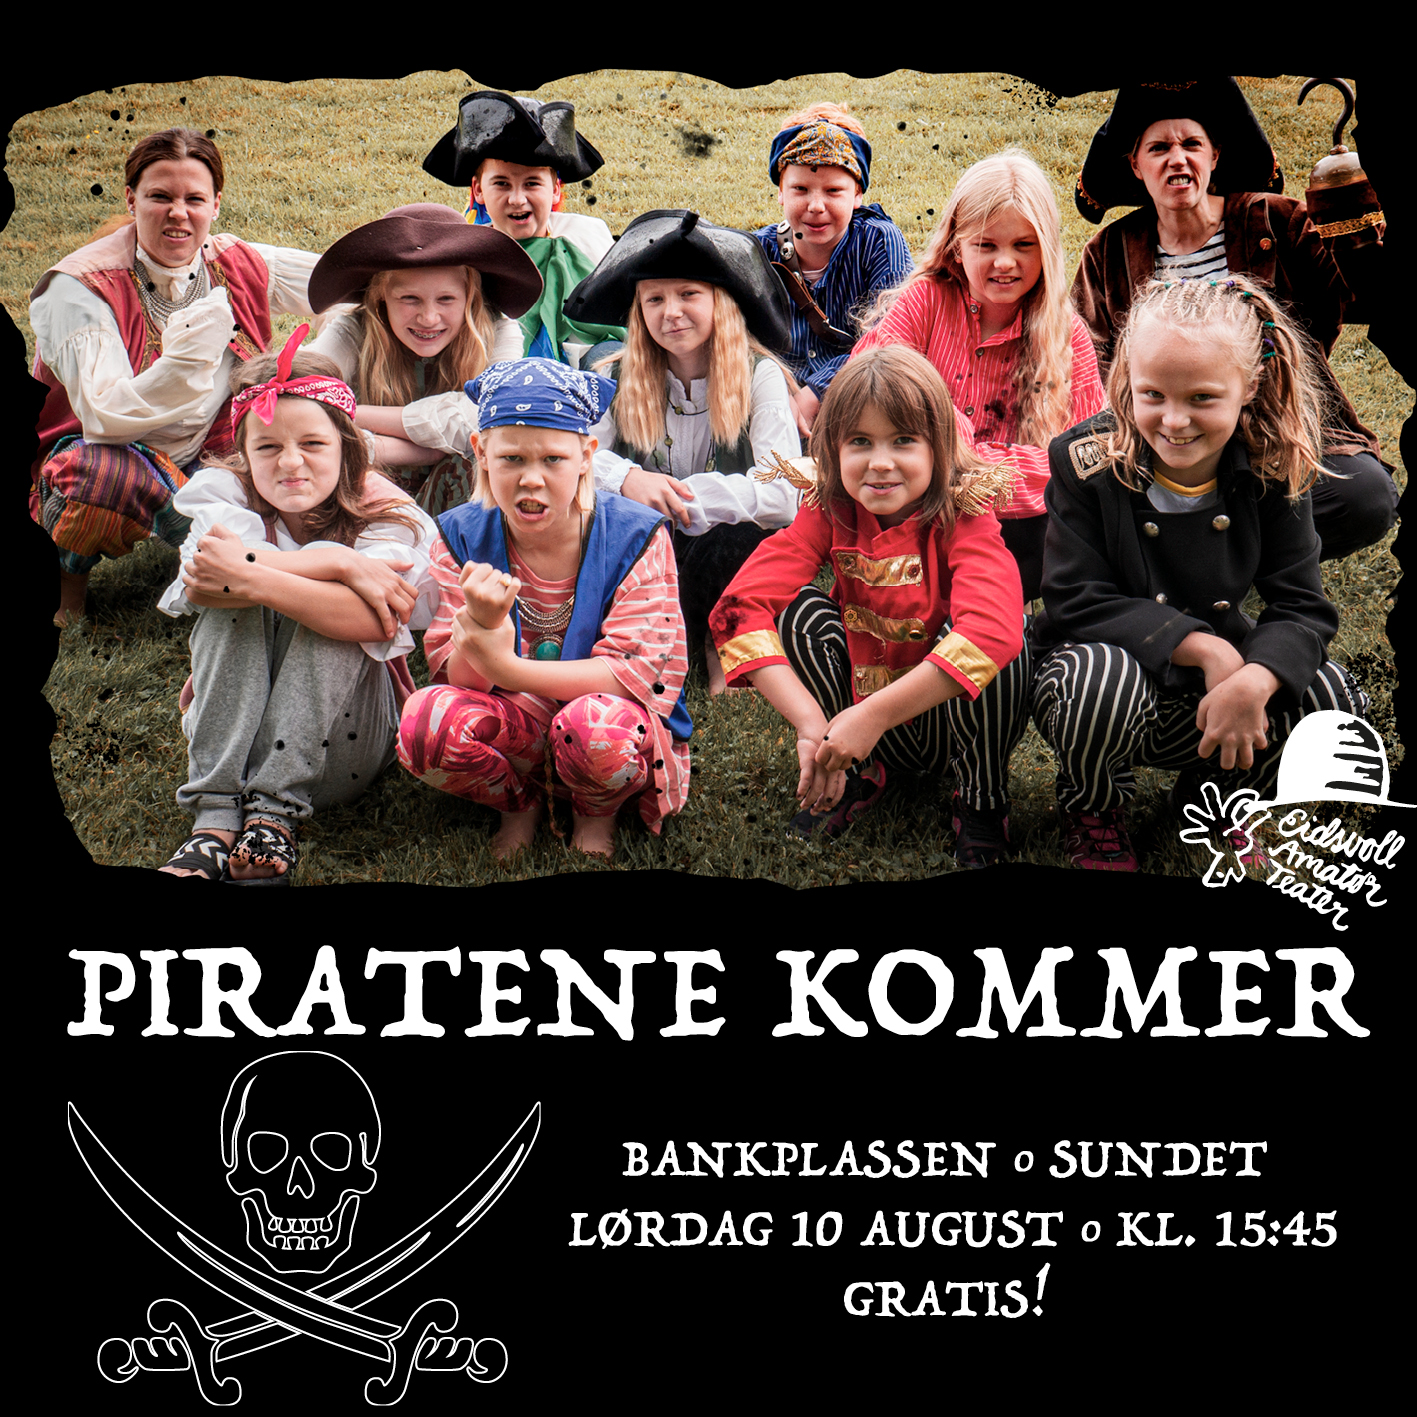 Eidsvoll
Amatør
Teater
PIRATENE KOMMER
BANKPLASSEN o SUNDET
LØRDAG 10 AUGUST o KL. 15:45
GRATIS!